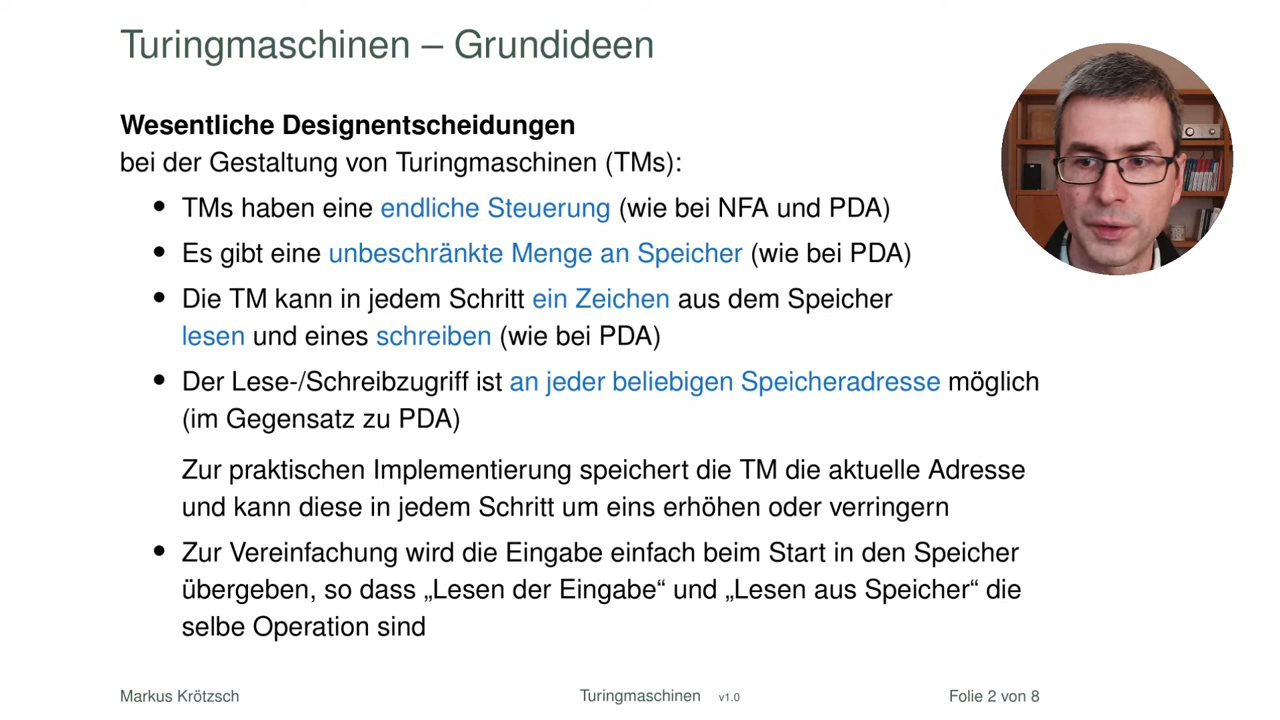 Turingmaschinen – Grundideen
Wesentliche Designentscheidungen
bei der Gestaltung von Turingmaschinen (TMs):
• TMs haben eine endliche Steuerung (wie bei NFA und PDA)
• Es gibt eine unbeschränkte Menge an Speicher (wie bei PDA)
• Die TM kann in jedem Schritt ein Zeichen aus dem Speicher
lesen und eines schreiben (wie bei PDA)
• Der Lese-/Schreibzugriff ist an jeder beliebigen Speicheradresse möglich
(im Gegensatz zu PDA)
Zur praktischen Implementierung speichert die TM die aktuelle Adresse
und kann diese in jedem Schritt um eins erhöhen oder verringern
• Zur Vereinfachung wird die Eingabe einfach beim Start in den Speicher
übergeben, so dass „Lesen der Eingabe“ und „Lesen aus Speicher“ die
selbe Operation sind
Markus Krötzsch Turingmaschinen v1.0 Folie 2 von 8